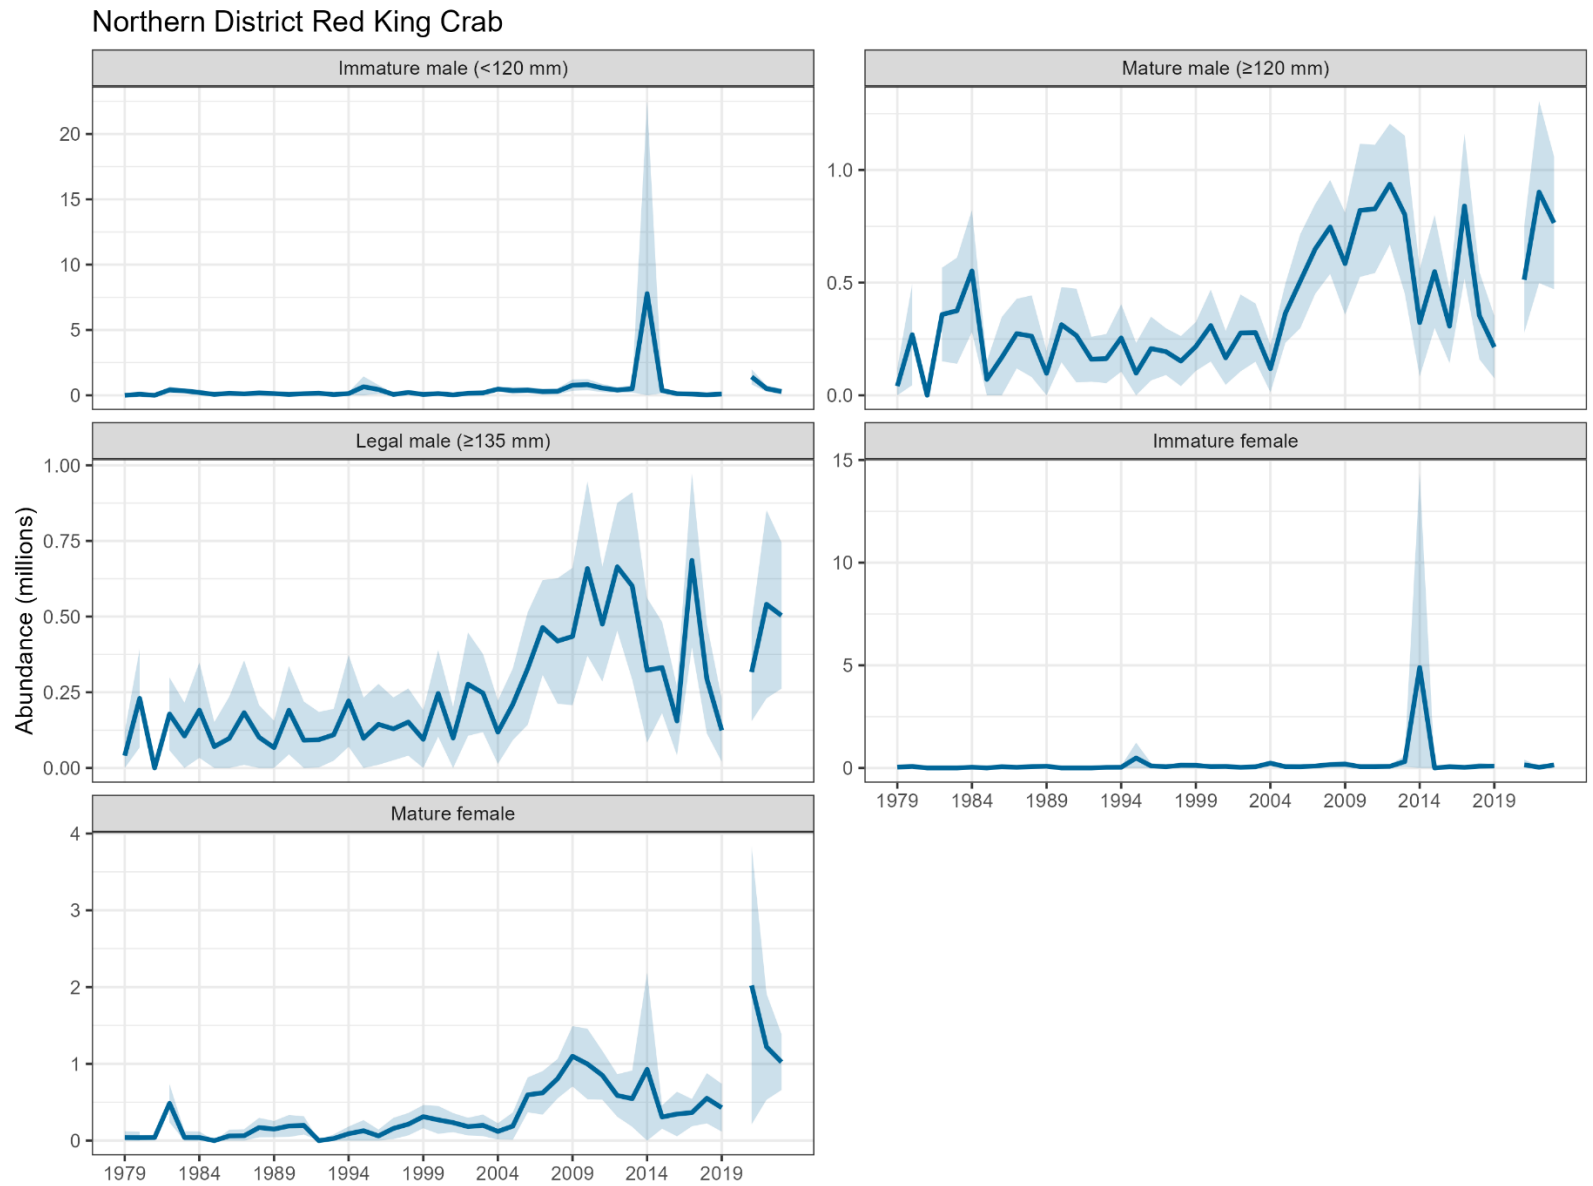 Northern District Red King Crab
Immature male (<120 mm)
20
15
10
5
0
Mature male (≥120 mm)
1.0
0.5
0.0
Abundance (millions)
Legal male (≥135 mm)
1.00
0.75
0.50
0.25
0.00
Immature female
15
10
5
0
1979 1984 1989 1994 1999 2004 2009 2014 2019
Mature female
4
3
2
1
0
1979 1984 1989 1994 1999 2004 2009 2014 2019